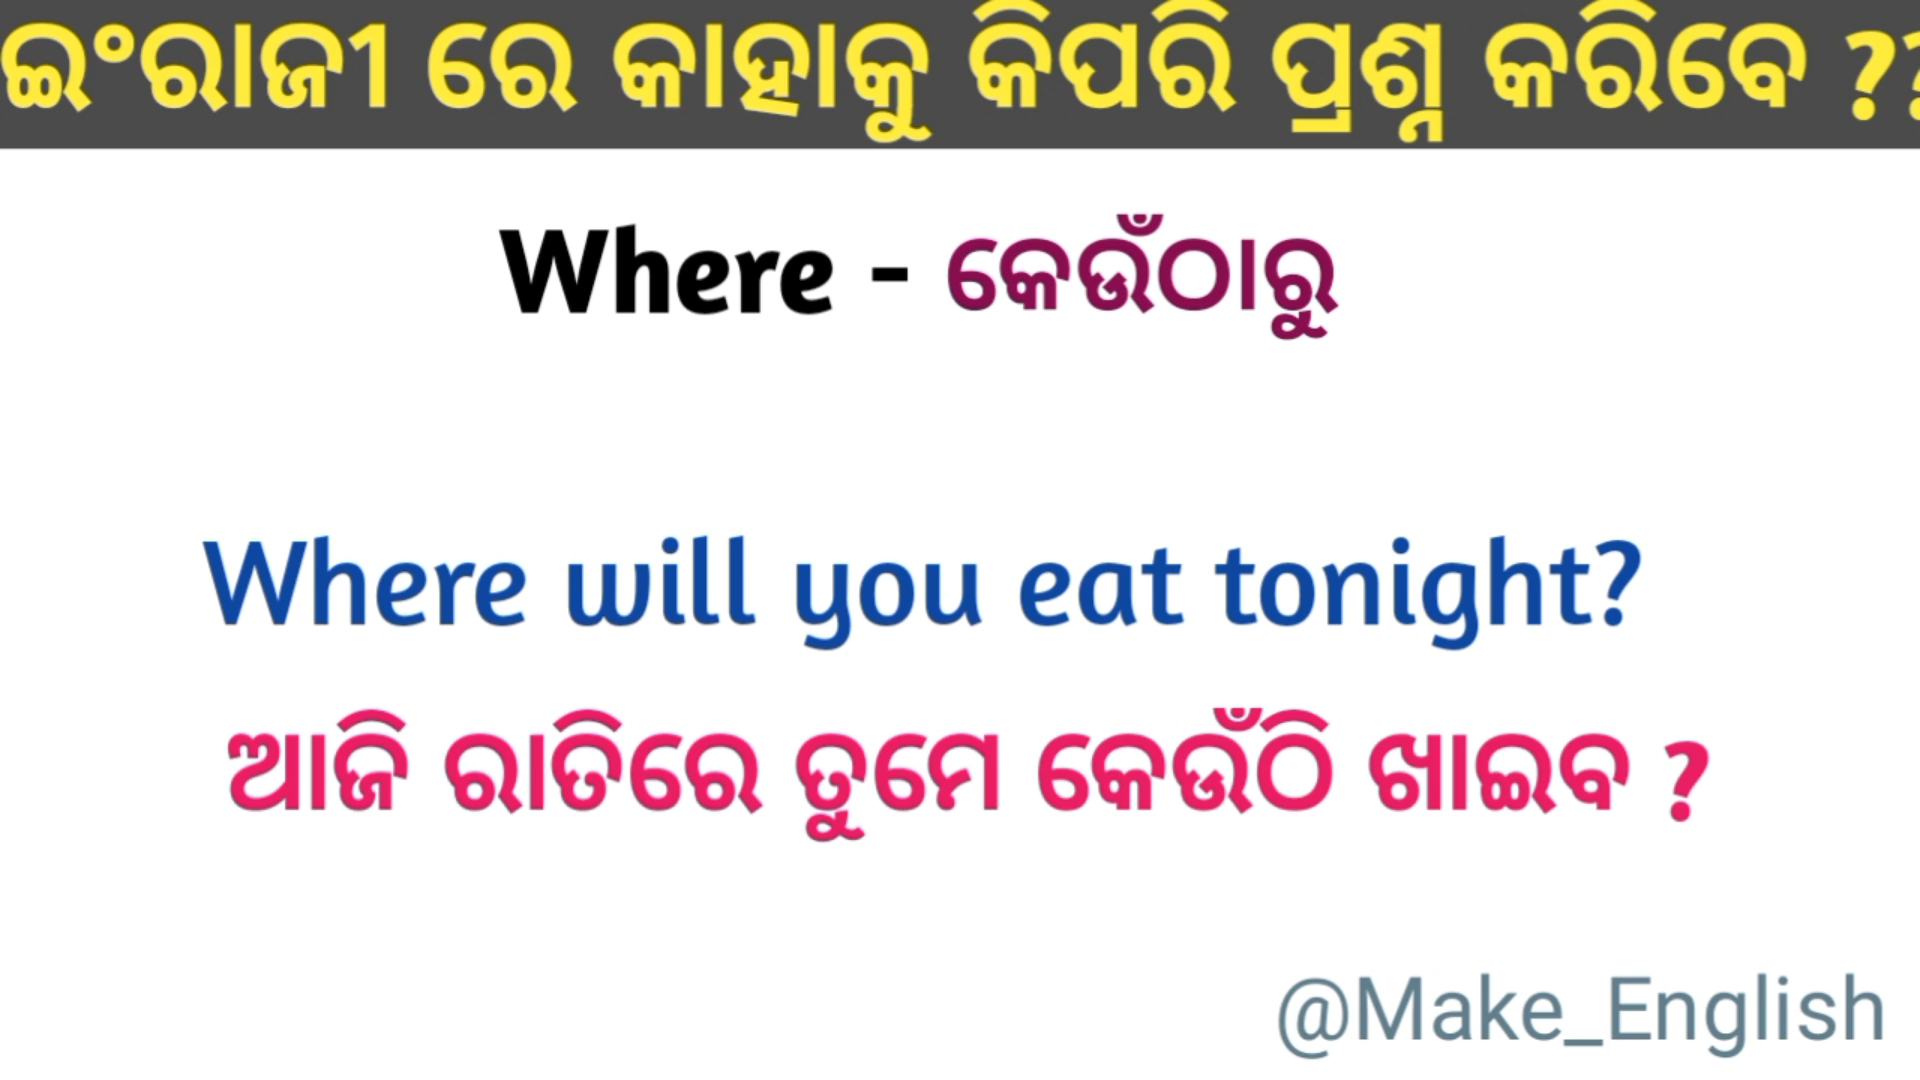 ଇଂରାଜୀ ରେ କାହାକୁ କିପରି ପ୍ରଶ୍ନ କରିବେ ??
Where - କେଉଁଠାରୁ
Where will you eat tonight?
ଆଜି ରାତିରେ ତୁମେ କେଉଁଠି ଖାଇବ ?
@Make_English